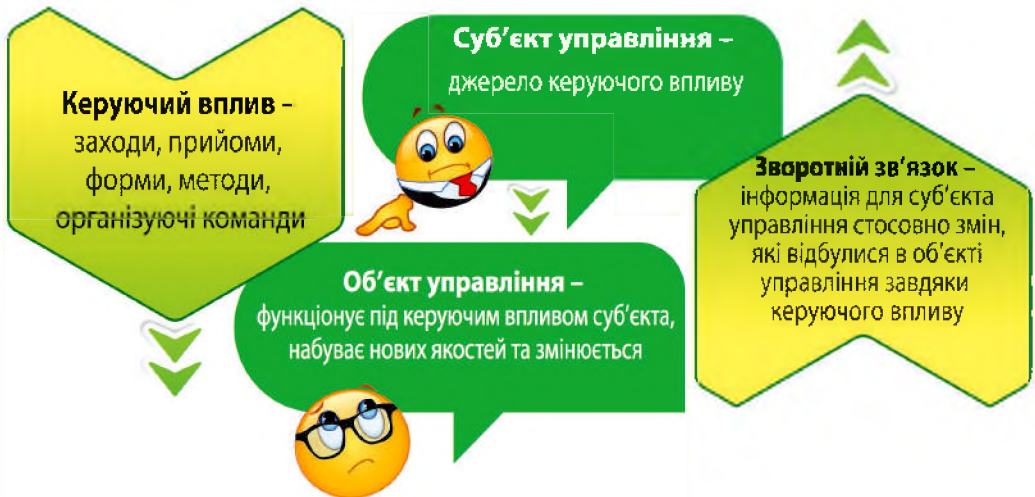 Керуючий вплив –
заходи, прийоми,
форми, методи,
організуючі команди
Суб’єкт управління –
джерело керуючого впливу
Об’єкт управління –
функціонує під керуючим впливом суб’єкта,
набуває нових якостей та змінюється
Зворотній зв’язок –
інформація для суб’єкта
управління стосовно змін,
які відбулися в об’єкті
управління завдяки
керуючого впливу